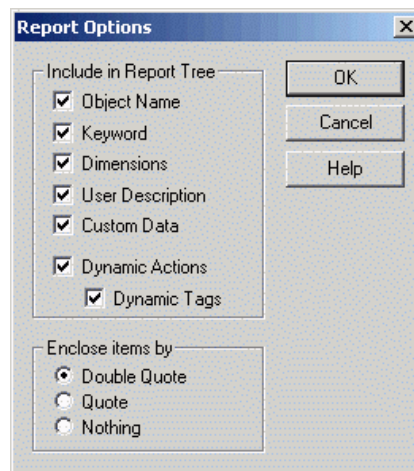 Report Options
Include in Report Tree
Object Name
Keyword
Dimensions
User Description
Custom Data
Dynamic Actions
Dynamic Tags
OK
Cancel
Help
Enclose items by
Double Quote
Quote
Nothing